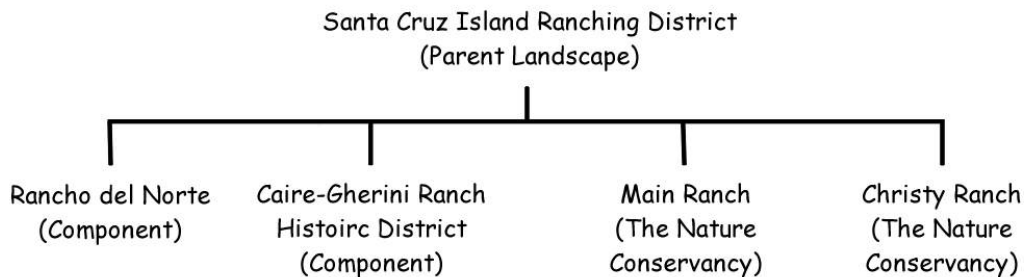 Santa Cruz Island Ranching District
(Parent Landscape)
Rancho del Norte
(Component)
Caire-Gherini Ranch
Histoirc District
(Component)
Main Ranch
(The Nature
Conservancy)
Christy Ranch
(The Nature
Conservancy)